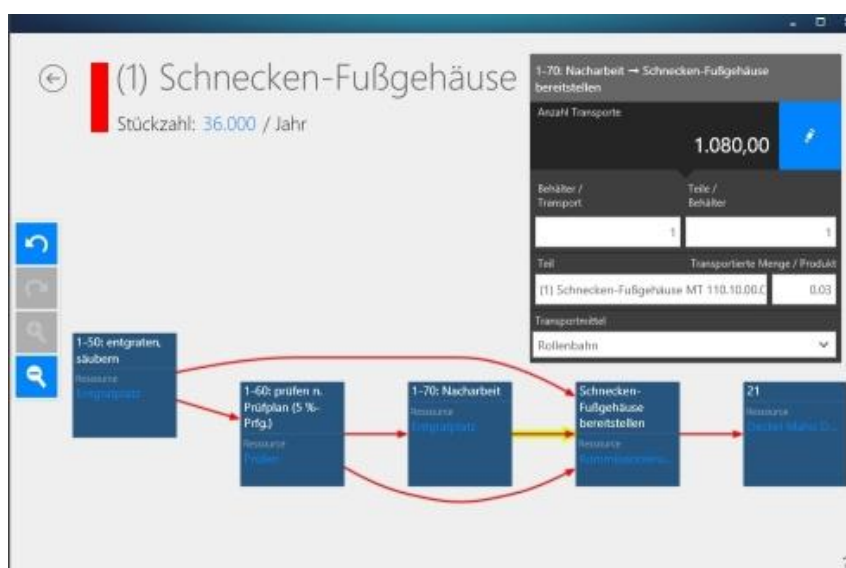 (1) Schnecken-Fußgehäuse
Stückzahl: 36.000 / Jahr
1-70: Nacharbeit → Schnecken-Fußgehäuse
bereitstellen
Anzahl Transporte
1.080,00
Behälter /
Transport
Teile /
Behälter
1
1
Teil
Transportierte Menge / Produkt
(1) Schnecken-Fußgehäuse MT 110.10.00.0
0.03
Transportmittel
Rollenbahn
1-50: entgraten,
säubern
Ressource
Entgratplatz
1-60: prüfen n.
Prüfplan (5 %-
Prfg.)
Ressource
Prüfen
1-70: Nacharbeit
Ressource
Entgratplatz
Schnecken-
Fußgehäuse
bereitstellen
Ressource
21
Ressource
Deckel Maho D...